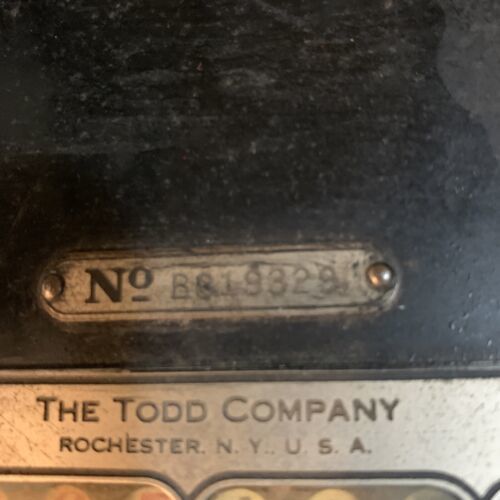 Nº B819329
THE TODD COMPANY
ROCHESTER. N. Y., U. S. A.